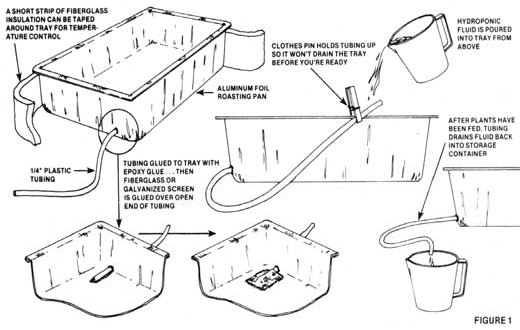 A SHORT STRIP OF FIBERGLASS
INSULATION CAN BE TAPED
AROUND TRAY FOR TEMPER-
ATURE CONTROL
CLOTHES PIN HOLDS TUBING UP
SO IT WON'T DRAIN THE TRAY
BEFORE YOU'RE READY
HYDROPONIC
FLUID IS POURED
INTO TRAY FROM
ABOVE
ALUMINUM FOIL
ROASTING PAN
1/4" PLASTIC
TUBING
TUBING GLUED TO TRAY WITH
EPOXY GLUE...THEN
FIBERGLASS OR
GALVANIZED SCREEN
IS GLUED OVER OPEN
END OF TUBING
AFTER PLANTS HAVE
BEEN FED, TUBING
DRAINS FLUID BACK
INTO STORAGE
CONTAINER
FIGURE 1